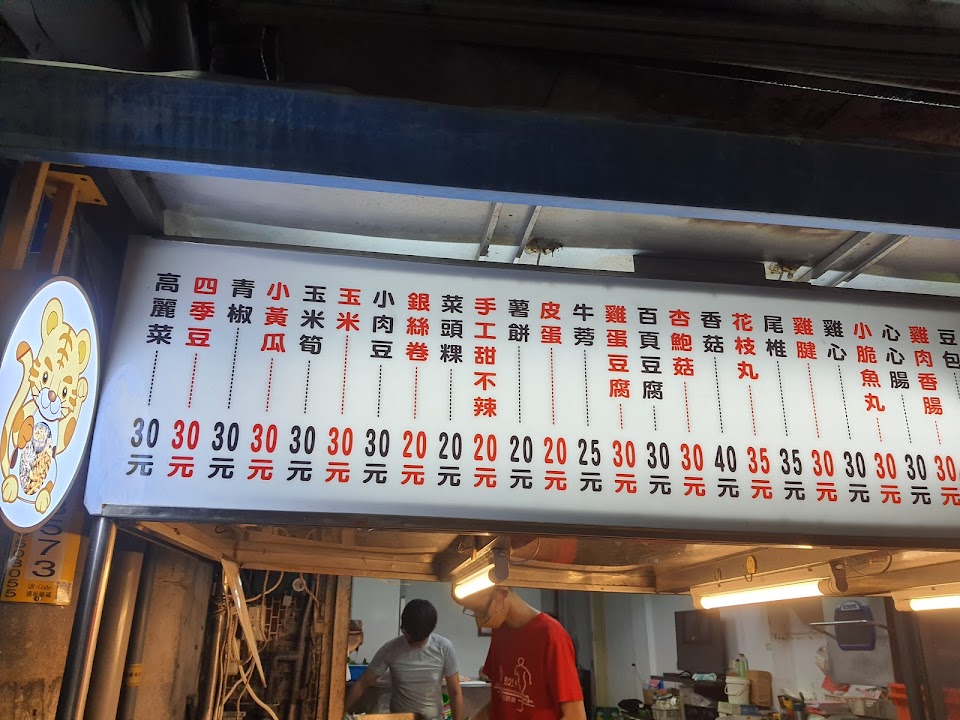 高麗菜 30元
四季豆 30元
青椒 30元
小黃瓜 30元
玉米筍 30元
玉米 30元
小肉豆 30元
銀絲卷 20元
菜頭粿 20元
手工甜不辣 20元
薯餅 20元
皮蛋 20元
牛蒡 25元
雞蛋豆腐 30元
百頁豆腐 30元
杏鮑菇 30元
香菇 40元
花枝丸 35元
尾椎 35元
雞腱 30元
雞心 30元
小脆魚丸 30元
心心腸 30元
雞肉香腸 30元
豆包
573
QR-Code